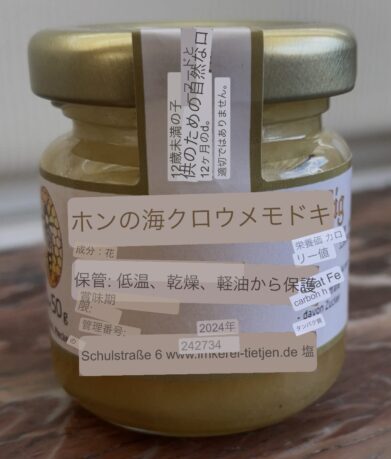 12歳未満の子
供のための自然な口
12ヶ月のd。
適切ではありません。
ig
ホンの海クロウメモドキ
成分：花
栄養価 カロ
リー値
保管: 低温、乾燥、軽油から保護
賞味期
限:
carbon h
- davon Zucker
50g
管理番号:
2024年
タンパク質
242734
Schulstraße 6 www.imkerei-tietjen.de 塩